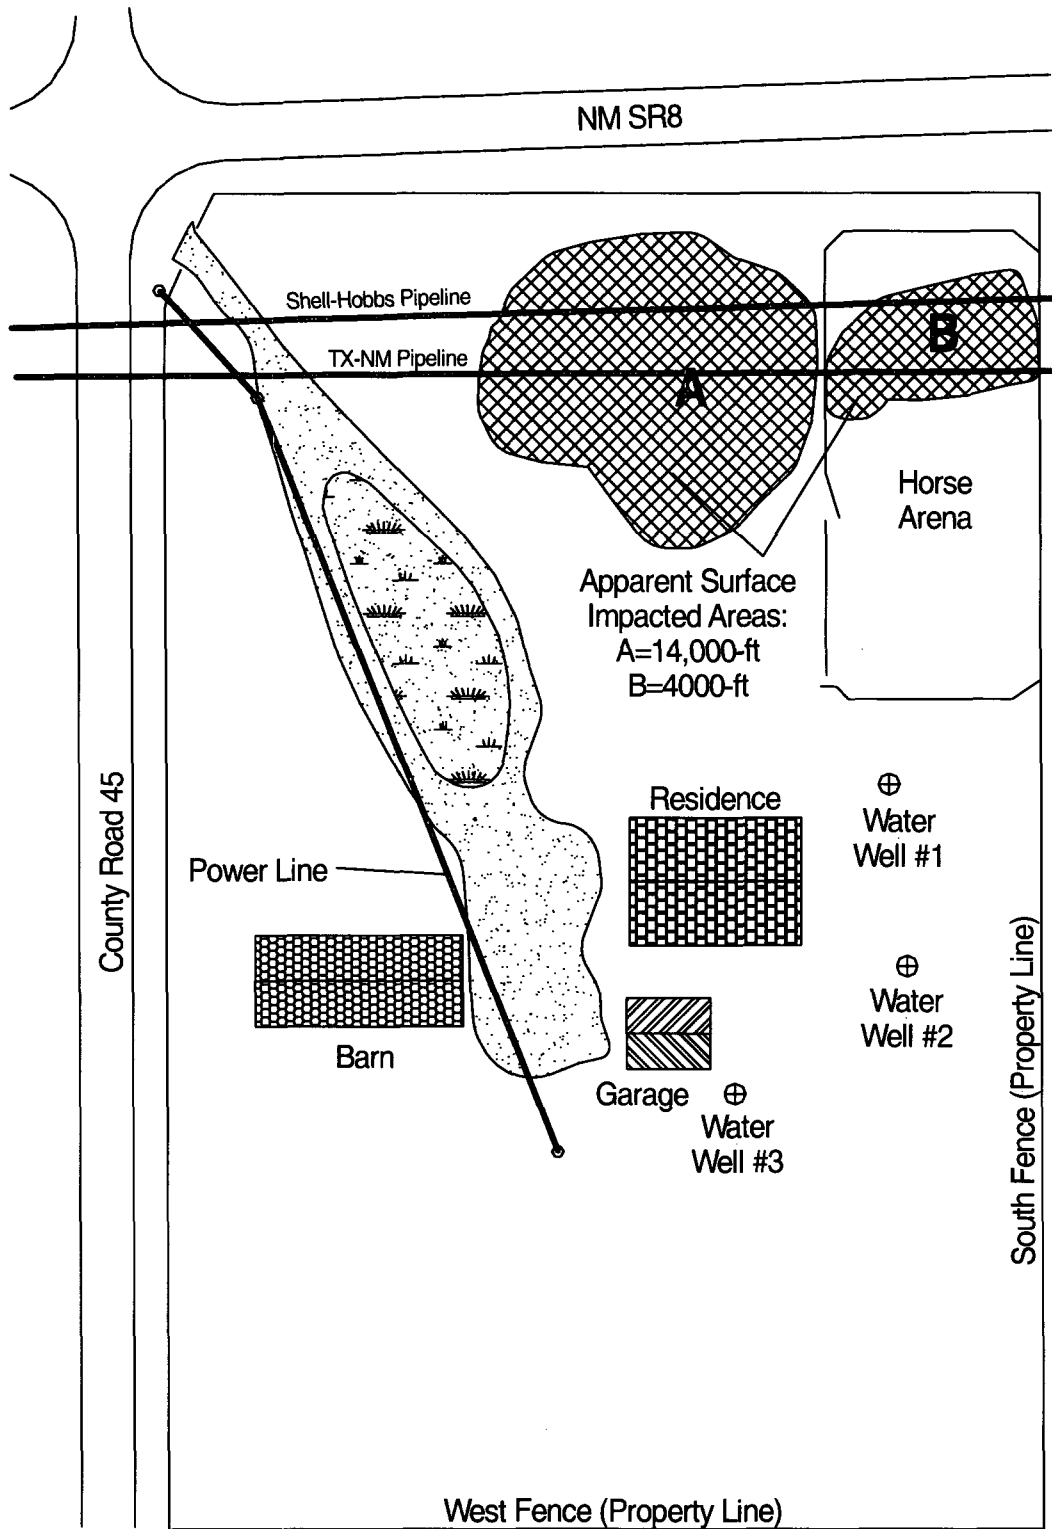 NM SR8
Shell-Hobbs Pipeline
TX-NM Pipeline
B
A
Horse
Arena
Apparent Surface
Impacted Areas:
A=14,000-ft
B=4000-ft
County Road 45
Residence
Water
Well #1
Power Line
Water
Well #2
Barn
Garage
Water
Well #3
South Fence (Property Line)
West Fence (Property Line)